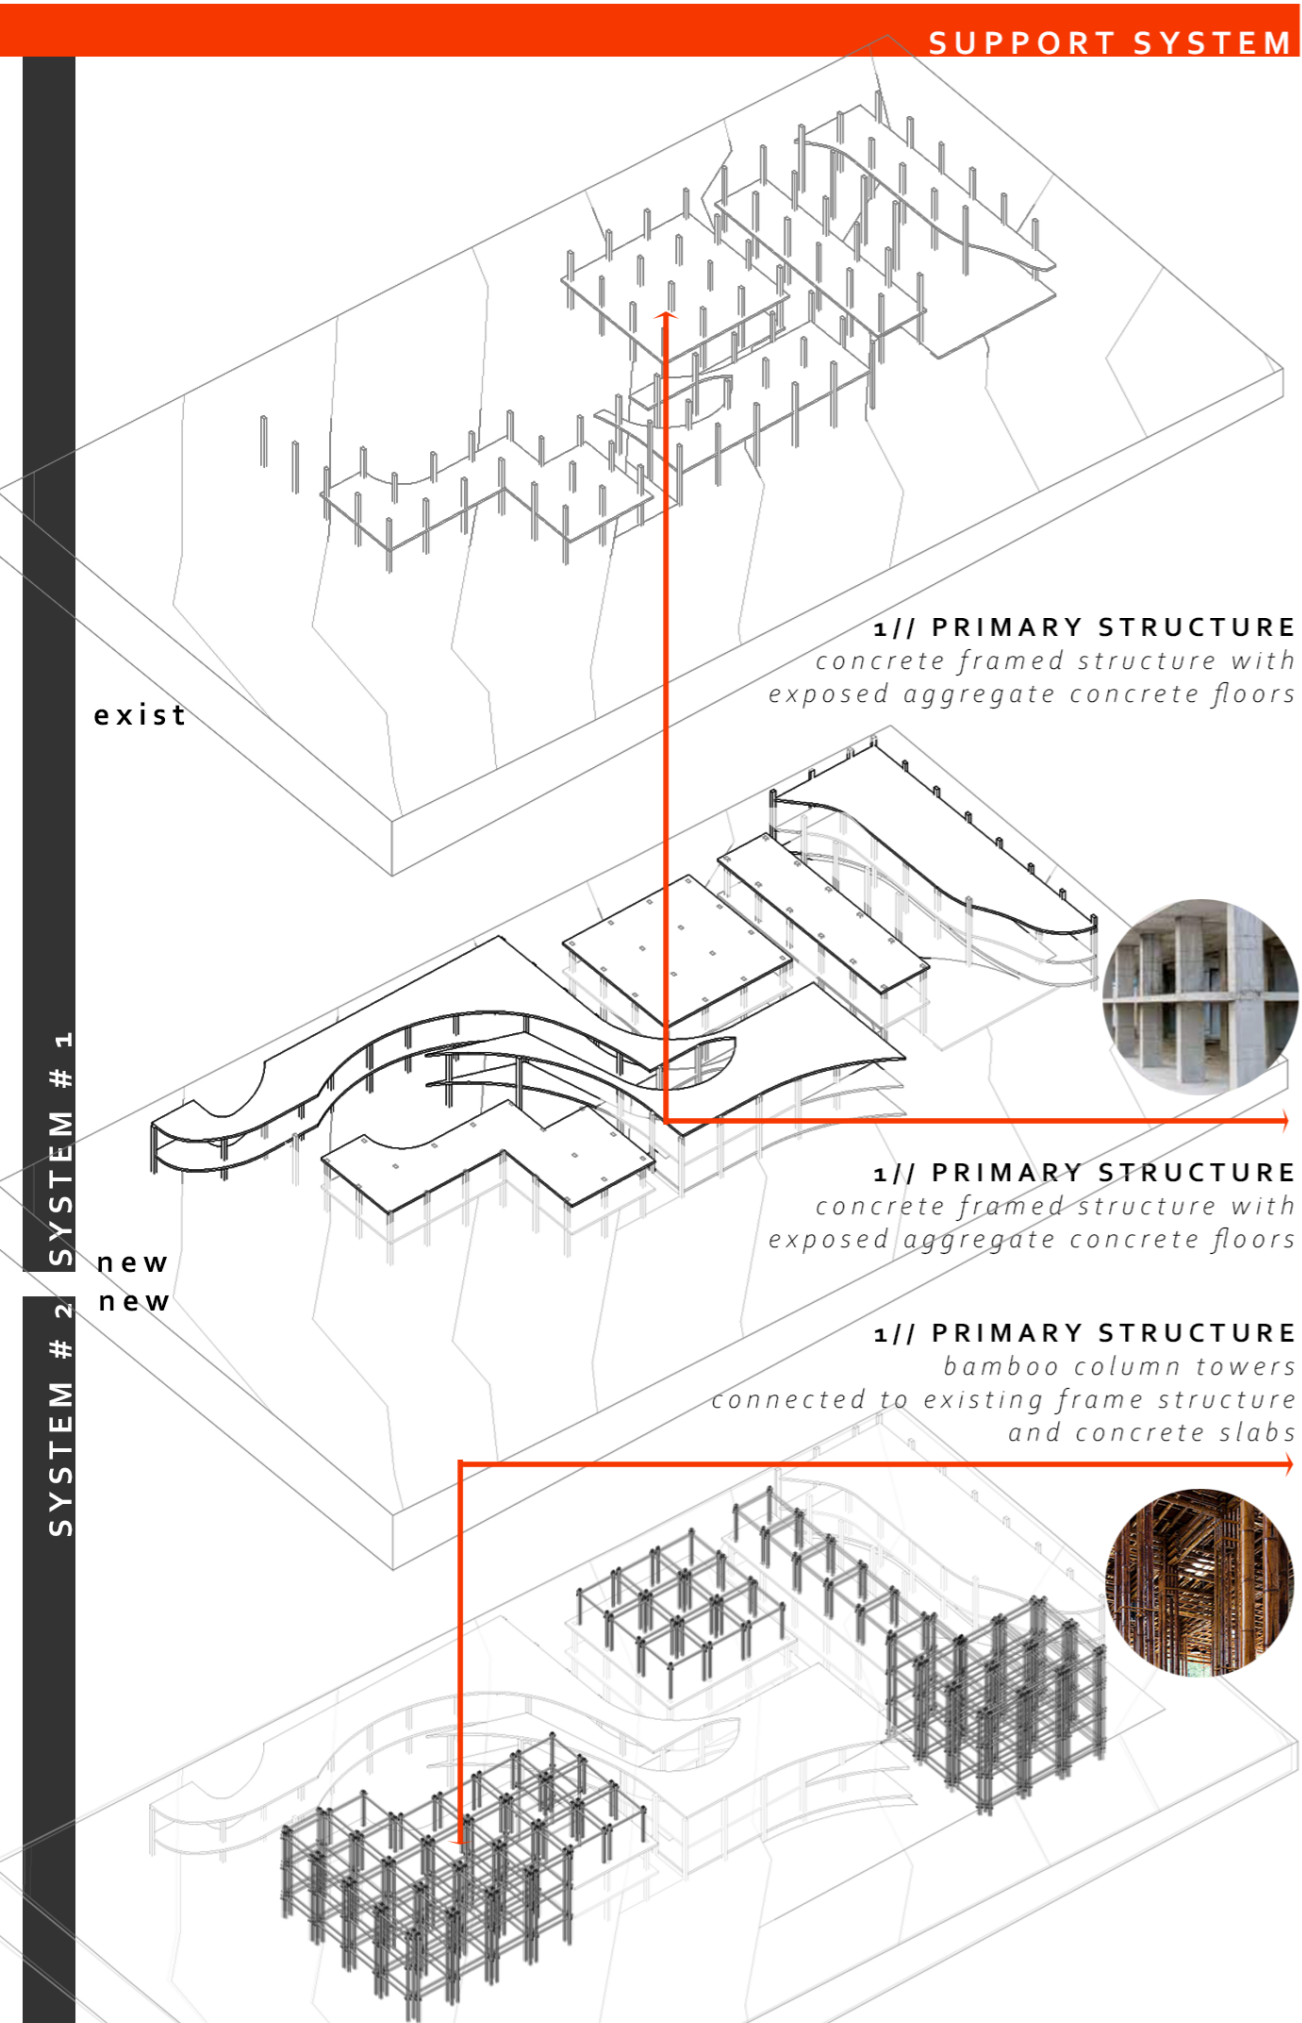 SUPPORT SYSTEM
1// PRIMARY STRUCTURE
concrete framed structure with
exposed aggregate concrete floors
exist
SYSTEM # 1
1// PRIMARY STRUCTURE
concrete framed structure with
exposed aggregate concrete floors
new
new
SYSTEM # 2
1// PRIMARY STRUCTURE
bamboo column towers
connected to existing frame structure
and concrete slabs